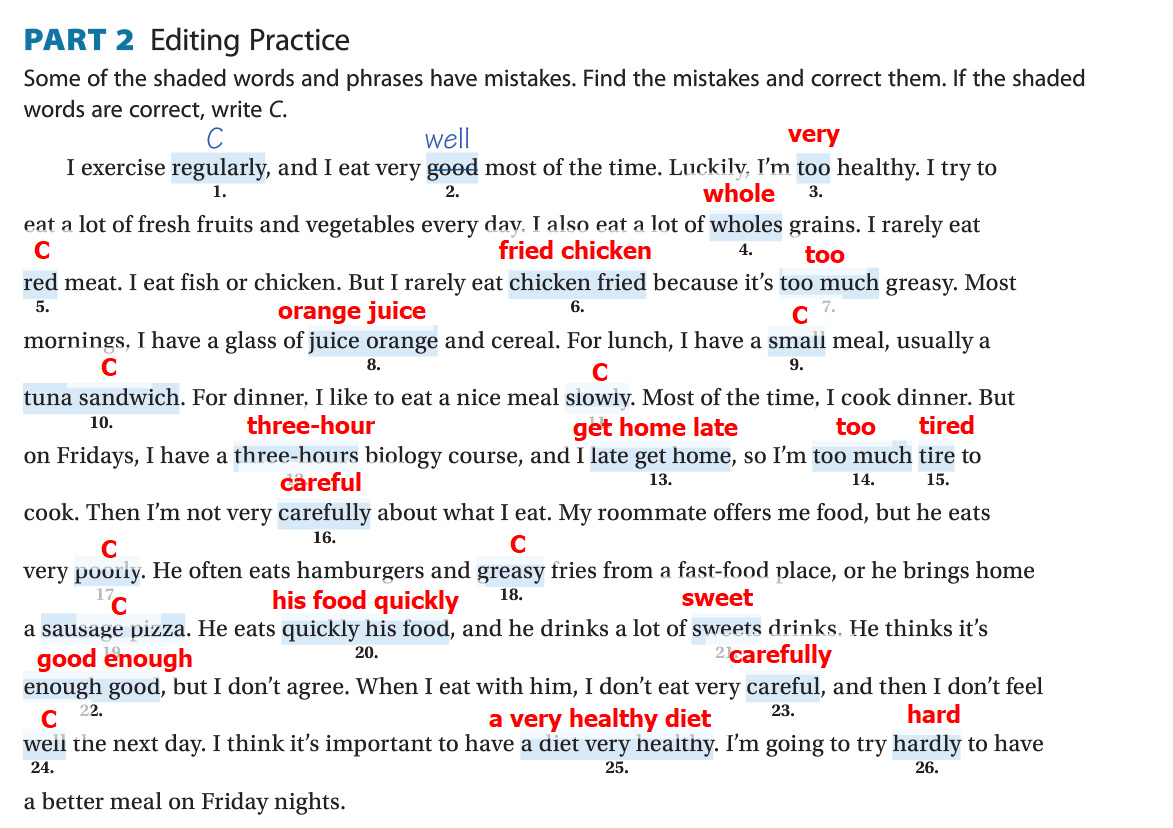 PART 2 Editing Practice
Some of the shaded words and phrases have mistakes. Find the mistakes and correct them. If the shaded
words are correct, write C.
C well very
I exercise regularly, and I eat very good most of the time. Luckily, I'm too healthy. I try to
1. 2. 3.
whole
eat a lot of fresh fruits and vegetables every day. I also eat a lot of wholes grains. I rarely eat
4.
C fried chicken too
red meat. I eat fish or chicken. But I rarely eat chicken fried because it's too much greasy. Most
5. 6. 7.
orange juice C
mornings, I have a glass of juice orange and cereal. For lunch, I have a small meal, usually a
8. 9.
C C
tuna sandwich. For dinner, I like to eat a nice meal slowly. Most of the time, I cook dinner. But
10. 11.
three-hour get home late too tired
on Fridays, I have a three-hours biology course, and I late get home, so I'm too much tire to
12. 13. 14. 15.
careful
cook. Then I'm not very carefully about what I eat. My roommate offers me food, but he eats
16.
C C
very poorly. He often eats hamburgers and greasy fries from a fast-food place, or he brings home
17. 18.
C his food quickly sweet
a sausage pizza. He eats quickly his food, and he drinks a lot of sweets drinks. He thinks it's
19. 20. 21.
good enough carefully
enough good, but I don't agree. When I eat with him, I don't eat very careful, and then I don't feel
22. 23.
C a very healthy diet hard
well the next day. I think it's important to have a diet very healthy. I'm going to try hardly to have
24. 25. 26.
a better meal on Friday nights.